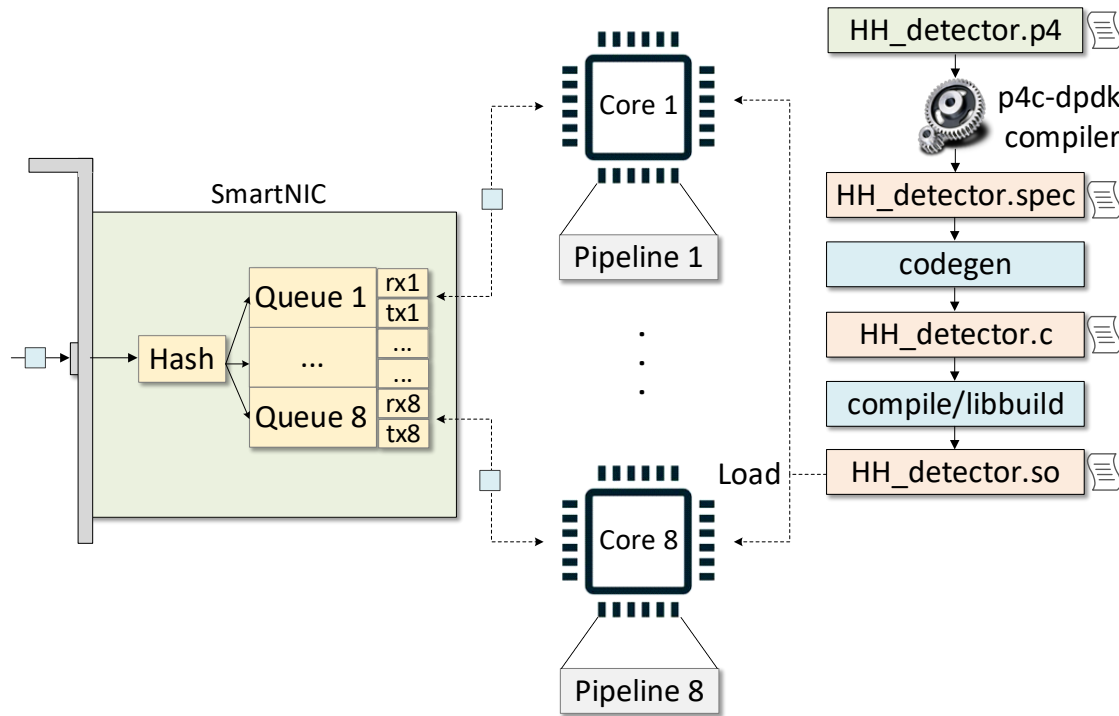 SmartNIC
Hash
Queue 1
rx1
tx1
...
...
...
Queue 8
rx8
tx8
Core 1
Pipeline 1
.
.
.
Core 8
Pipeline 8
Load
HH_detector.p4
p4c-dpdk
compiler
HH_detector.spec
codegen
HH_detector.c
compile/libbuild
HH_detector.so